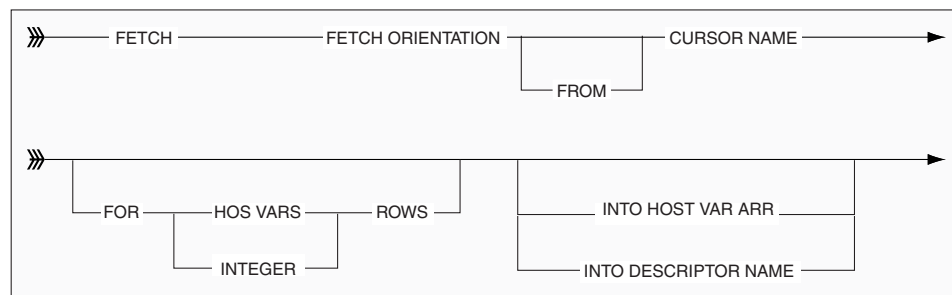 FETCH FETCH ORIENTATION CURSOR NAME
FROM
FOR HOS VARS ROWS
INTO HOST VAR ARR
INTEGER
INTO DESCRIPTOR NAME